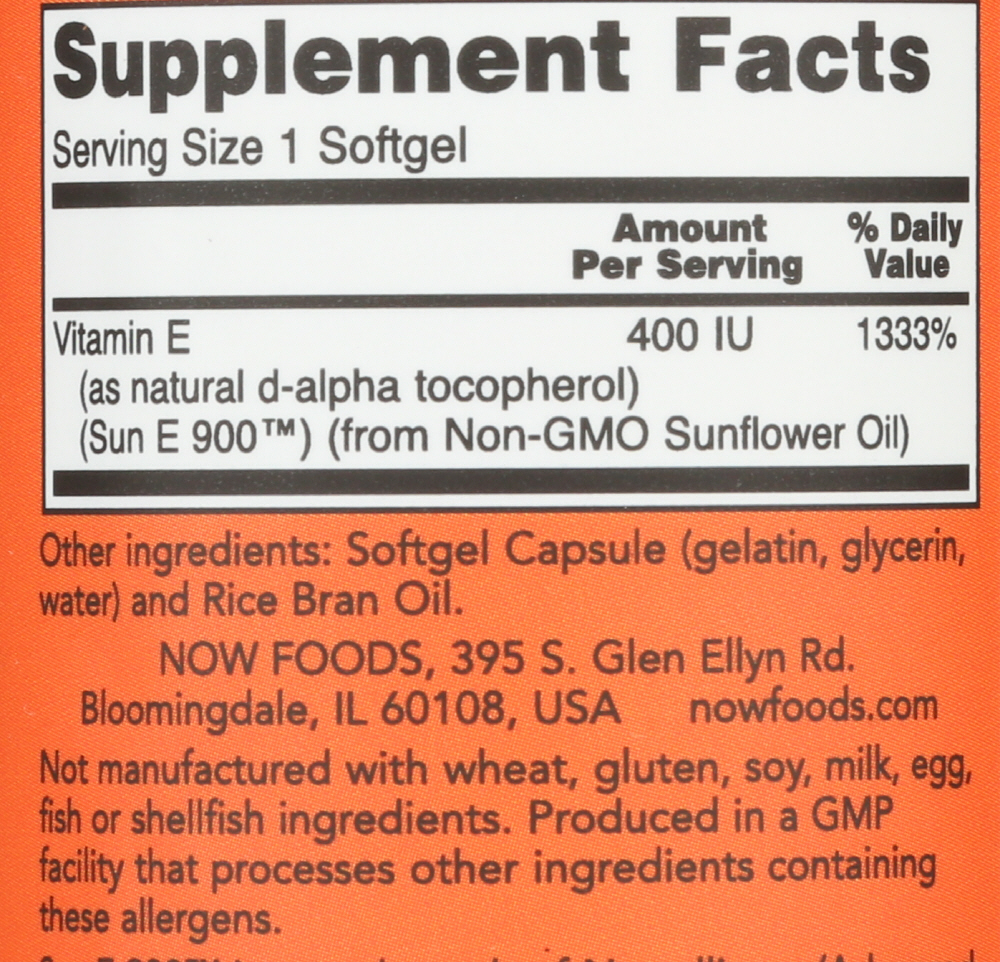 Supplement Facts
Serving Size 1 Softgel
Amount Per Serving
% Daily Value
Vitamin E 400 IU 1333%
(as natural d-alpha tocopherol)
(Sun E 900™) (from Non-GMO Sunflower Oil)
Other ingredients: Softgel Capsule (gelatin, glycerin,
water) and Rice Bran Oil.
NOW FOODS, 395 S. Glen Ellyn Rd.
Bloomingdale, IL 60108, USA nowfoods.com
Not manufactured with wheat, gluten, soy, milk, egg,
fish or shellfish ingredients. Produced in a GMP
facility that processes other ingredients containing
these allergens.